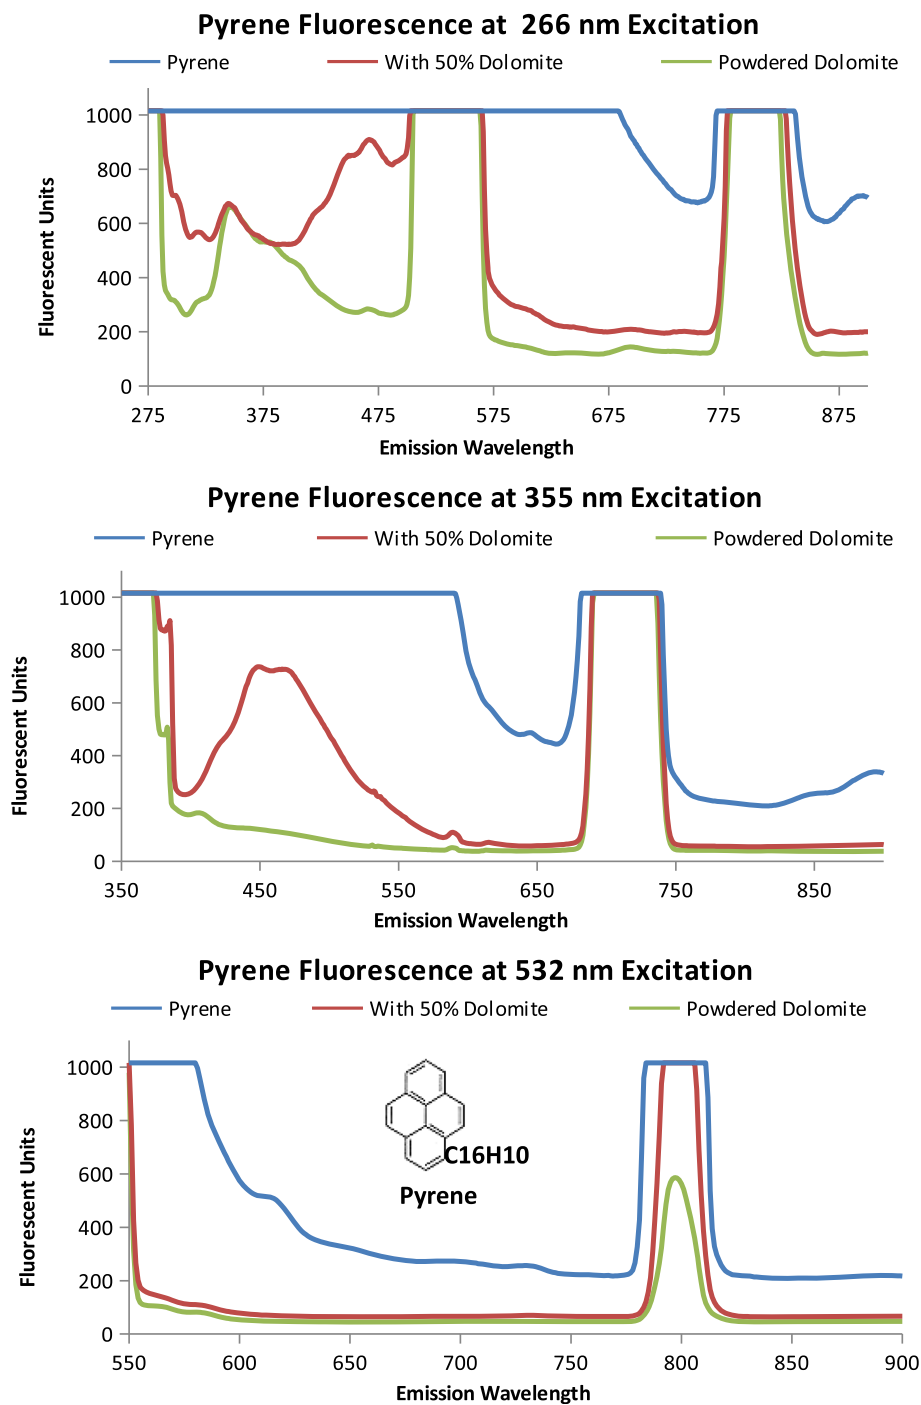 Pyrene Fluorescence at  266 nm Excitation
Pyrene With 50% Dolomite Powdered Dolomite
Fluorescent Units
1000
800
600
400
200
0
275 375 475 575 675 775 875
Emission Wavelength
Pyrene Fluorescence at 355 nm Excitation
Pyrene With 50% Dolomite Powdered Dolomite
Fluorescent Units
1000
800
600
400
200
0
350 450 550 650 750 850
Emission Wavelength
Pyrene Fluorescence at 532 nm Excitation
Pyrene With 50% Dolomite Powdered Dolomite
Fluorescent Units
1000
800
600
400
200
0
C16H10
Pyrene
550 600 650 700 750 800 850 900
Emission Wavelength